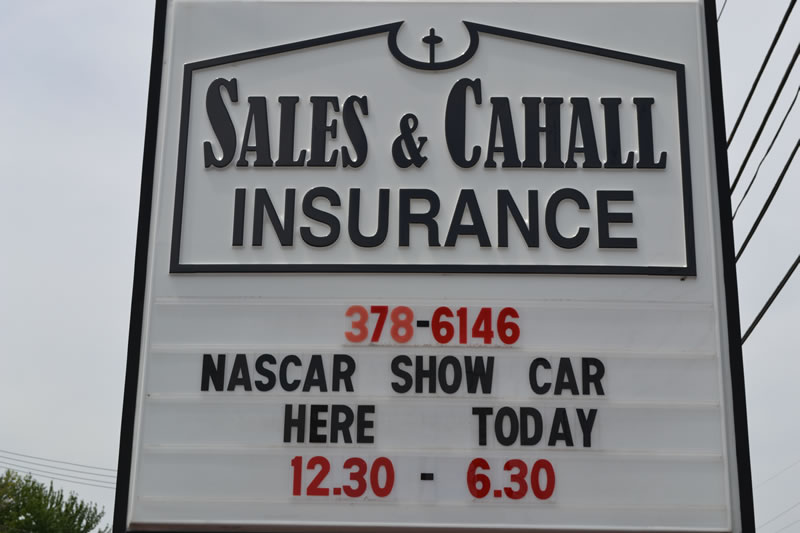 SALES & CAHALL
INSURANCE
378-6146
NASCAR SHOW CAR
HERE TODAY
12.30 - 6.30